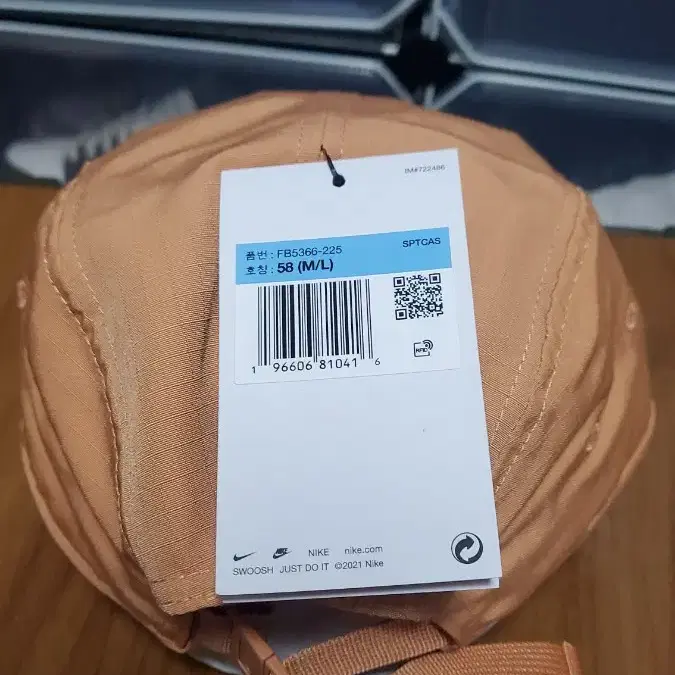 IM#722486
품번 : FB5366-225 SPTCAS
호칭 : 58 (M/L)
1 96606 81041 6
RFID
NIKE nike.com
SWOOSH JUST DO IT ©2021 Nike